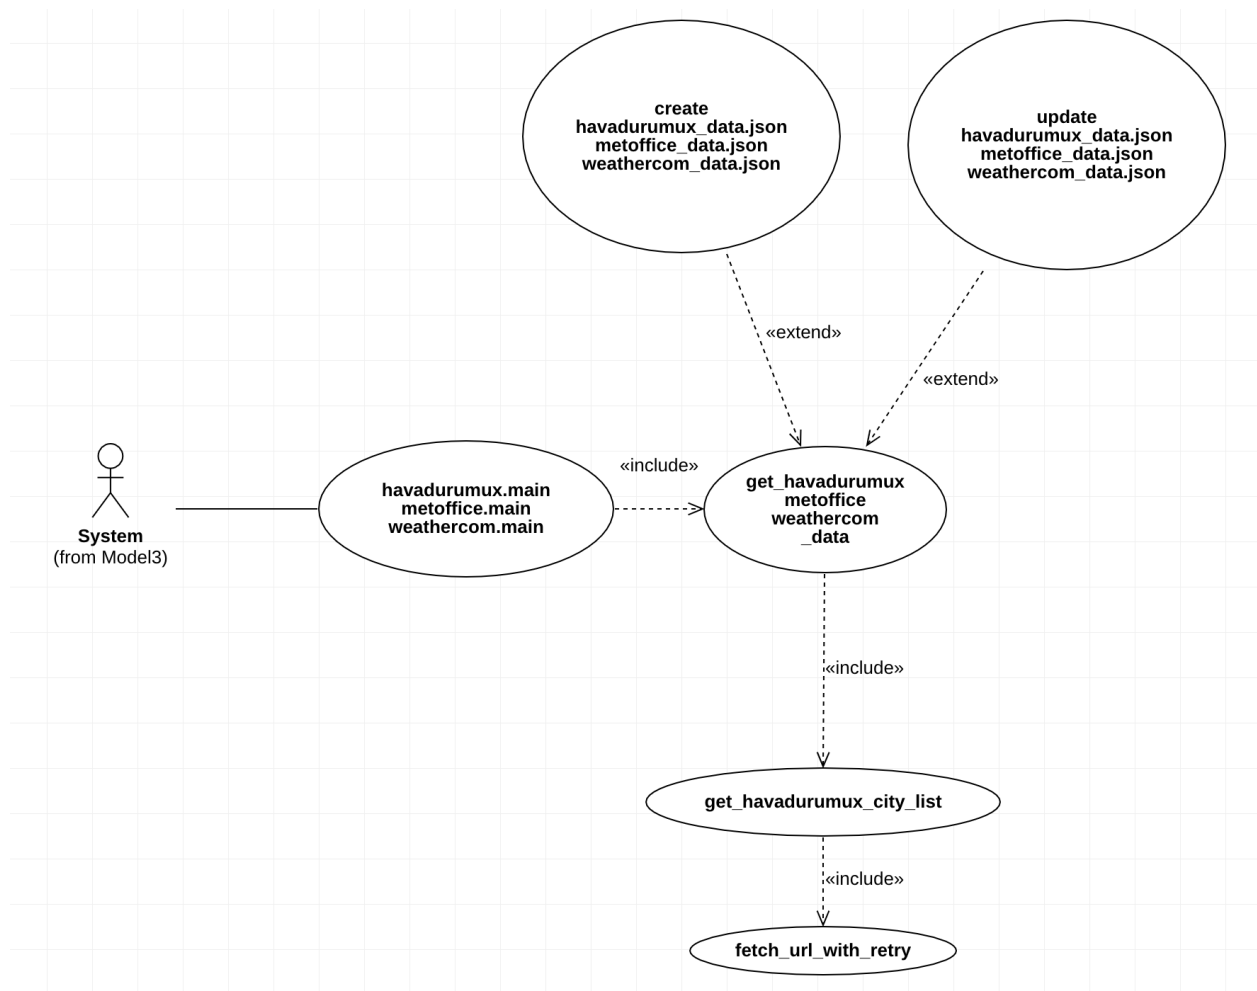 create
havadurumux_data.json
metoffice_data.json
weathercom_data.json
update
havadurumux_data.json
metoffice_data.json
weathercom_data.json
«extend»
«extend»
System
(from Model3)
havadurumux.main
metoffice.main
weathercom.main
«include»
get_havadurumux
metoffice
weathercom
_data
«include»
get_havadurumux_city_list
«include»
fetch_url_with_retry